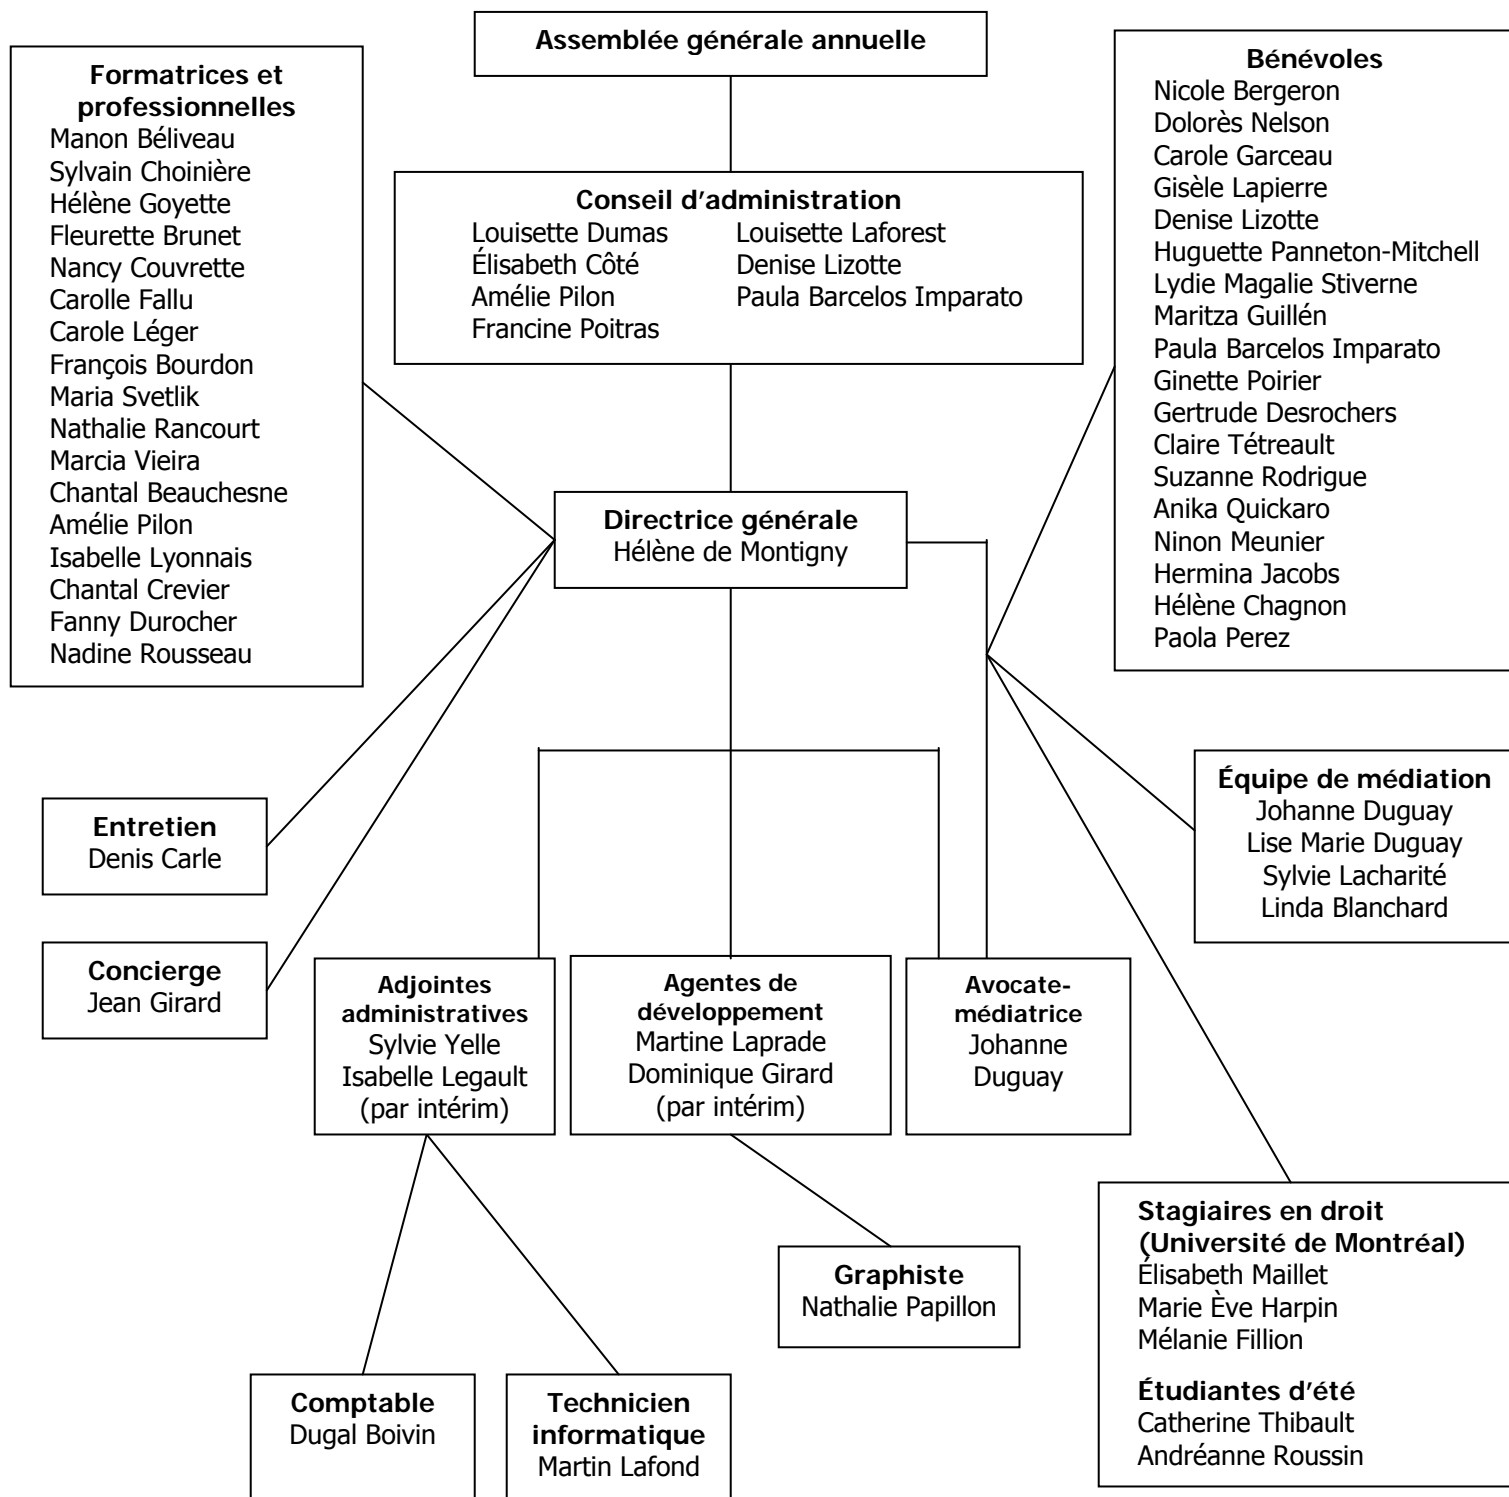 Assemblée générale annuelle
Formatrices et
professionnelles
Manon Béliveau
Sylvain Choinière
Hélène Goyette
Fleurette Brunet
Nancy Couvrette
Carolle Fallu
Carole Léger
François Bourdon
Maria Svetlik
Nathalie Rancourt
Marcia Vieira
Chantal Beauchesne
Amélie Pilon
Isabelle Lyonnais
Chantal Crevier
Fanny Durocher
Nadine Rousseau
Conseil d'administration
Louisette Dumas Louisette Laforest
Élisabeth Côté Denise Lizotte
Amélie Pilon Paula Barcelos Imparato
Francine Poitras
Bénévoles
Nicole Bergeron
Dolorès Nelson
Carole Garceau
Gisèle Lapierre
Denise Lizotte
Huguette Panneton-Mitchell
Lydie Magalie Stiverne
Maritza Guillén
Paula Barcelos Imparato
Ginette Poirier
Gertrude Desrochers
Claire Tétreault
Suzanne Rodrigue
Anika Quickaro
Ninon Meunier
Hermina Jacobs
Hélène Chagnon
Paola Perez
Directrice générale
Hélène de Montigny
Entretien
Denis Carle
Concierge
Jean Girard
Équipe de médiation
Johanne Duguay
Lise Marie Duguay
Sylvie Lacharité
Linda Blanchard
Adjointes
administratives
Sylvie Yelle
Isabelle Legault
(par intérim)
Agentes de
développement
Martine Laprade
Dominique Girard
(par intérim)
Avocate-
médiatrice
Johanne
Duguay
Graphiste
Nathalie Papillon
Stagiaires en droit
(Université de Montréal)
Élisabeth Maillet
Marie Ève Harpin
Mélanie Fillion
Étudiantes d'été
Catherine Thibault
Andréanne Roussin
Comptable
Dugal Boivin
Technicien
informatique
Martin Lafond